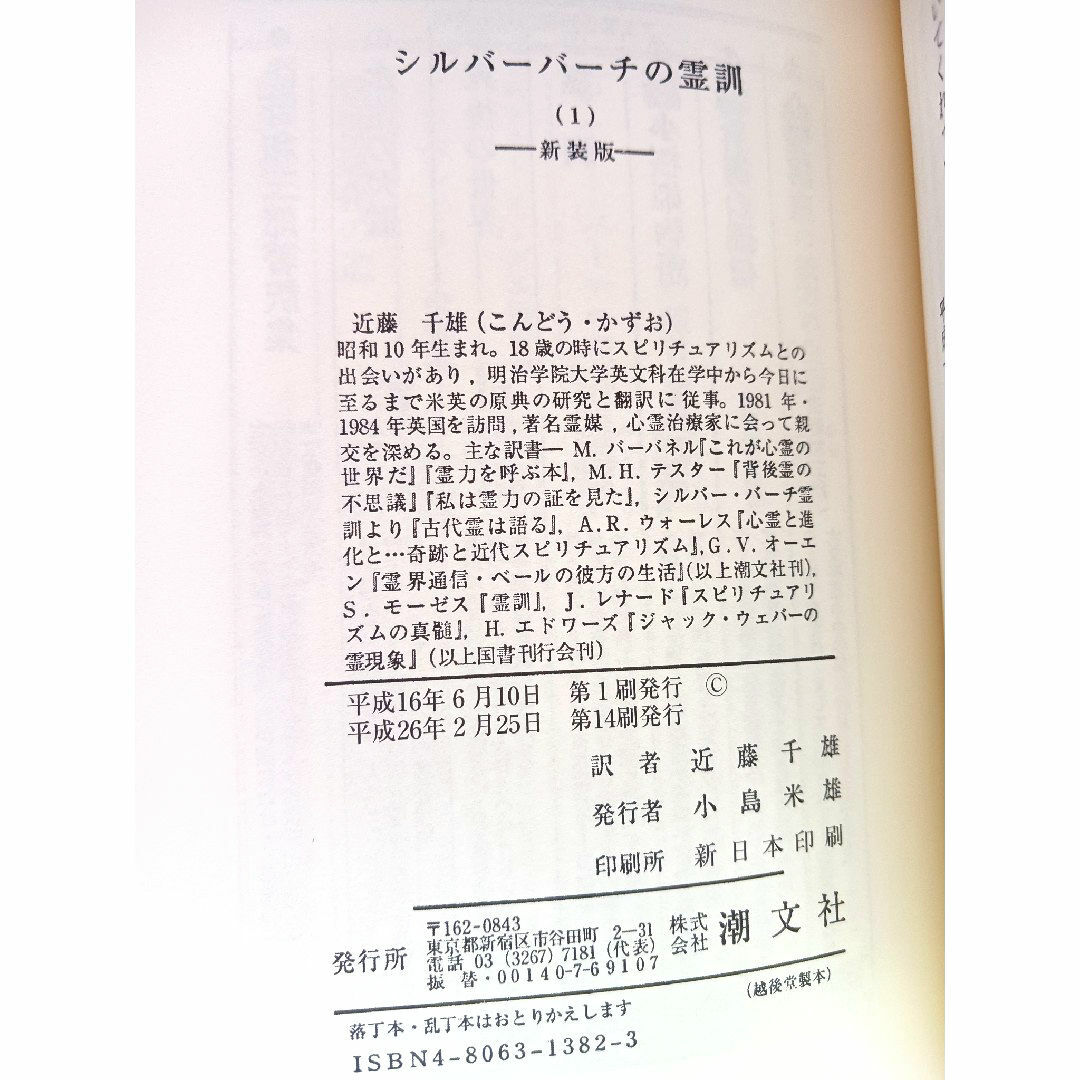 シルバーバーチの霊訓
(1)
――新装版――
近藤　千雄(こんどう・かずお)
昭和10年生まれ。18歳の時にスピリチュアリズムとの
出会いがあり，明治学院大学英文科在学中から今日に
至るまで米英の原典の研究と翻訳に従事。1981年・
1984年英国を訪問，著名霊媒，心霊治療家に会って親
交を深める。主な訳書― M. バーバネル『これが心霊の
世界だ』『霊力を呼ぶ本』，M. H. テスター『背後霊の
不思議』『私は霊力の証を見た』，シルバー・バーチ霊
訓より『古代霊は語る』，A. R. ウォーレス『心霊と進
化と…奇跡と近代スピリチュアリズム』，G. V. オーエ
ン『霊界通信・ベールの彼方の生活』(以上潮文社刊)，
S. モーゼス『霊訓』，J. レナード『スピリチュアリ
ズムの真髄』，H. エドワーズ『ジャック・ウェバーの
霊現象』(以上国書刊行会刊)
平成16年6月10日　第1刷発行　©
平成26年2月25日　第14刷発行
訳者　近藤千雄
発行者　小島米雄
印刷所　新日本印刷
発行所
〒162-0843
東京都新宿区市谷田町 2―31
電話 03 (3267) 7181 (代表)
振替・00140-7-69107
株式会社　潮文社
(越後堂製本)
落丁本・乱丁本はおとりかえします
ISBN4-8063-1382-3